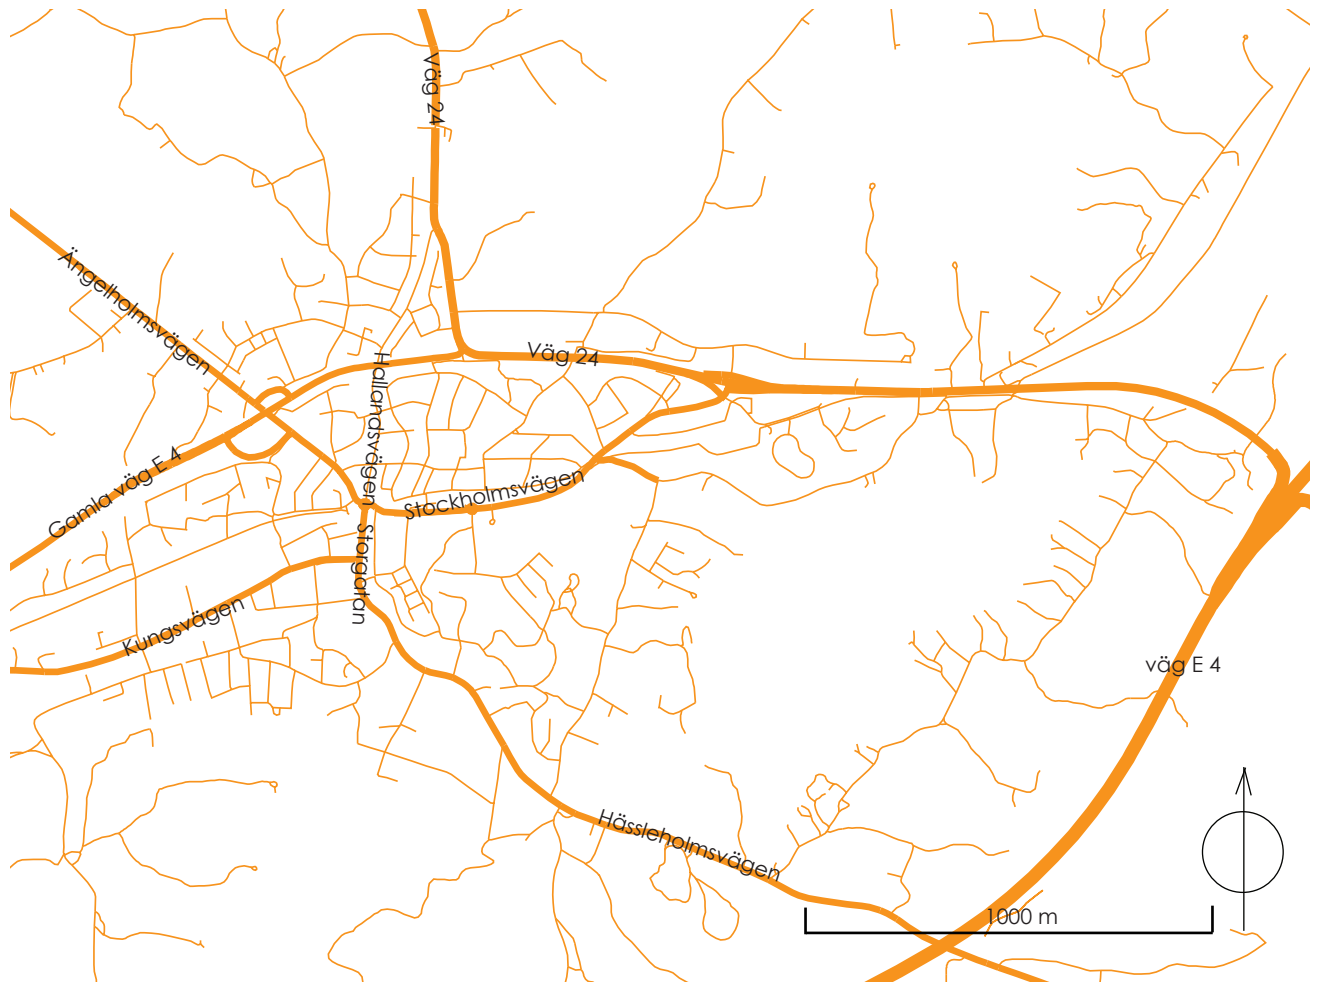 Väg 24
Ängelholmsvägen
Väg 24
Hallandsvägen
Gamla väg E 4
Stockholmsvägen
Storgatan
Kungsvägen
väg E 4
Hässleholmsvägen
1000 m